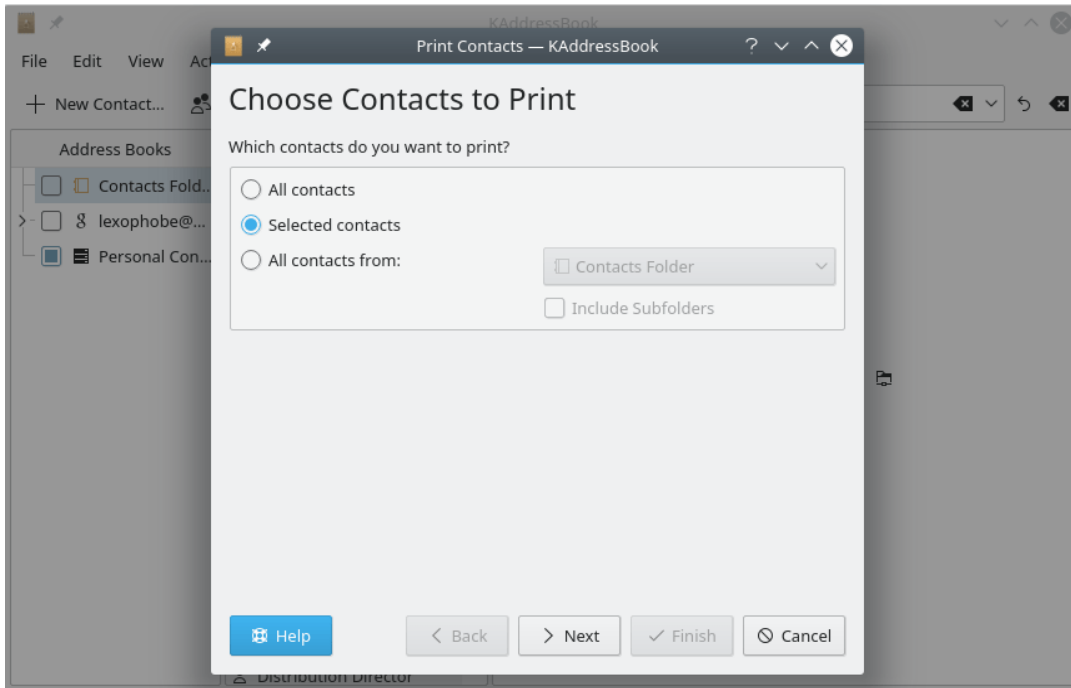 KAddressBook
Print Contacts — KAddressBook
File Edit View
Choose Contacts to Print
New Contact...
Which contacts do you want to print?
Address Books
All contacts
Contacts Fold...
Selected contacts
lexophobe@...
All contacts from:
Contacts Folder
Personal Con...
Include Subfolders
Help
Back
Next
Finish
Cancel
Distribution Director